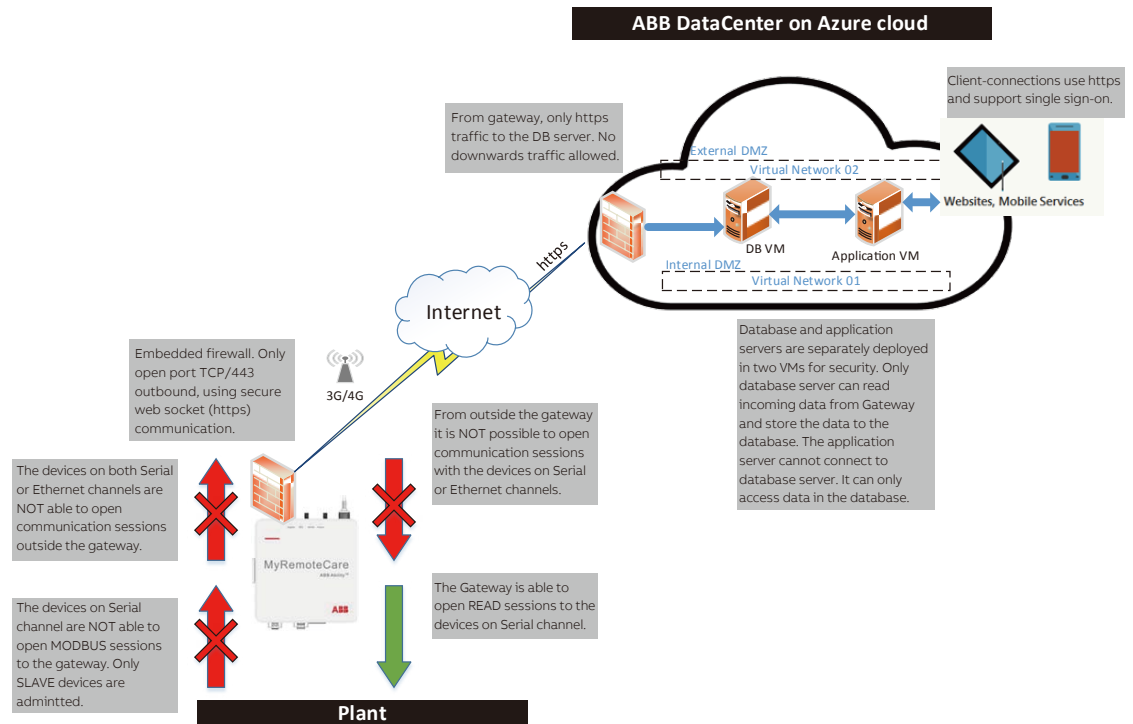 ABB DataCenter on Azure cloud
Client-connections use https
and support single sign-on.
From gateway, only https
traffic to the DB server. No
downwards traffic allowed.
External DMZ
Virtual Network 02
Websites, Mobile Services
DB VM
Application VM
Internal DMZ
Virtual Network 01
https
Internet
Database and application
servers are separately deployed
in two VMs for security. Only
database server can read
incoming data from Gateway
and store the data to the
database. The application
server cannot connect to
database server. It can only
access data in the database.
Embedded firewall. Only
open port TCP/443
outbound, using secure
web socket (https)
communication.
3G/4G
From outside the gateway
it is NOT possible to open
communication sessions
with the devices on Serial
or Ethernet channels.
The devices on both Serial
or Ethernet channels are
NOT able to open
communication sessions
outside the gateway.
MyRemoteCare
ABB Ability™
ABB
The Gateway is able to
open READ sessions to the
devices on Serial channel.
The devices on Serial
channel are NOT able to
open MODBUS sessions
to the gateway. Only
SLAVE devices are
admintted.
Plant